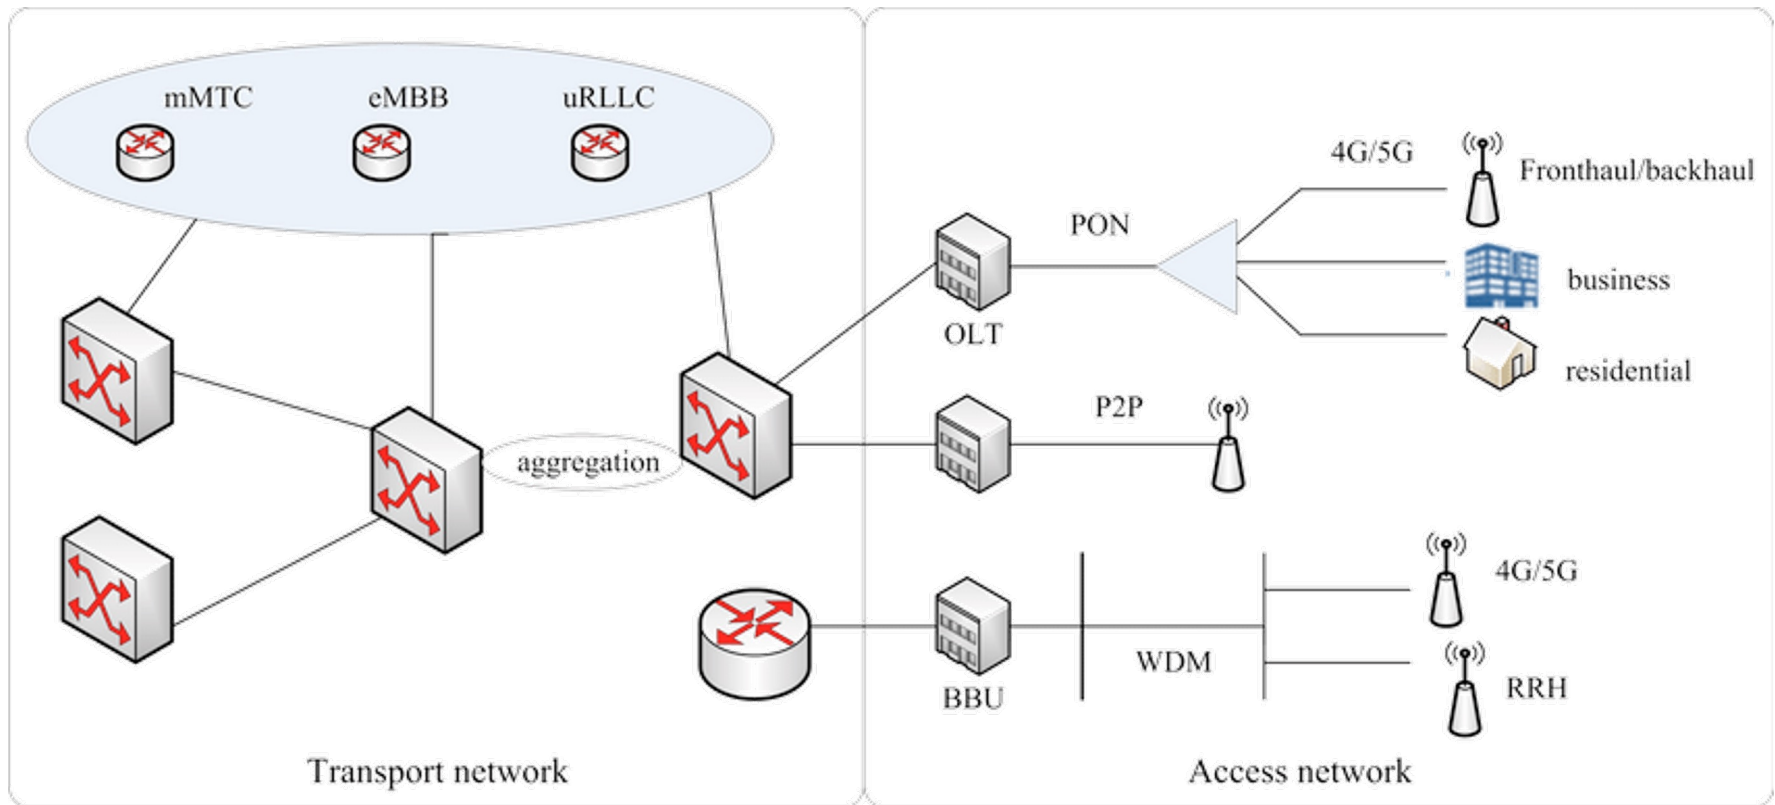 mMTC
eMBB
uRLLC
4G/5G
Fronthaul/backhaul
PON
business
OLT
residential
P2P
aggregation
4G/5G
WDM
RRH
BBU
Transport network
Access network